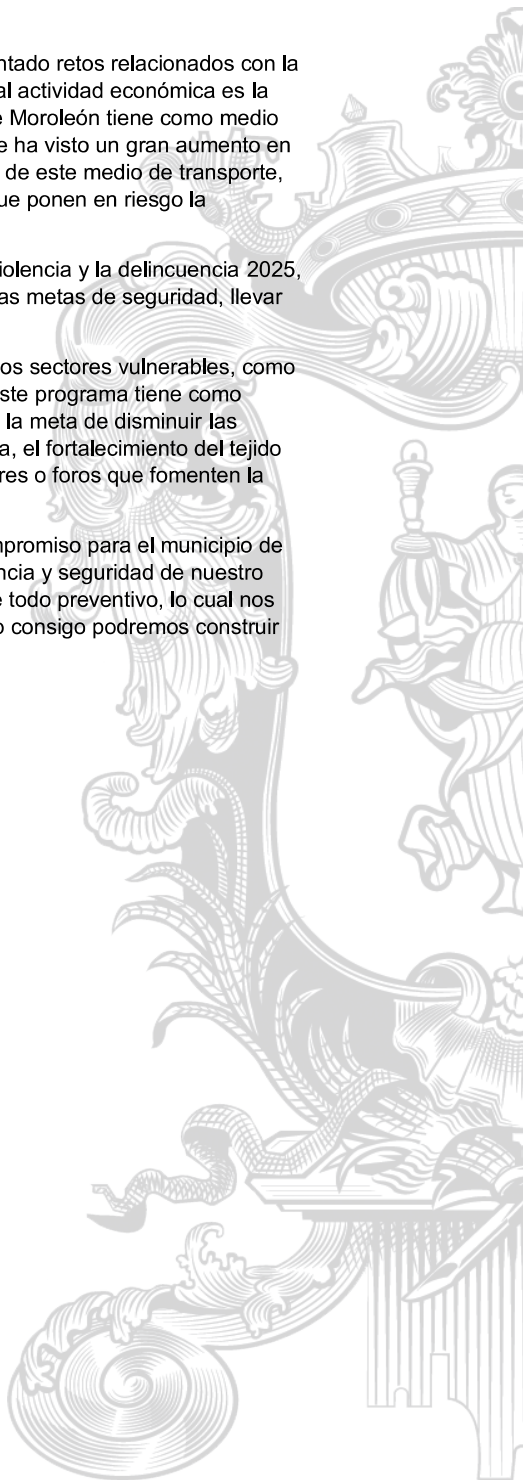 ntado retos relacionados con la
al actividad económica es la
e Moroleón tiene como medio
e ha visto un gran aumento en
de este medio de transporte,
ue ponen en riesgo la
iolencia y la delincuencia 2025,
as metas de seguridad, llevar
os sectores vulnerables, como
ste programa tiene como
la meta de disminuir las
a, el fortalecimiento del tejido
res o foros que fomenten la
mpromiso para el municipio de
ncia y seguridad de nuestro
e todo preventivo, lo cual nos
o consigo podremos construir